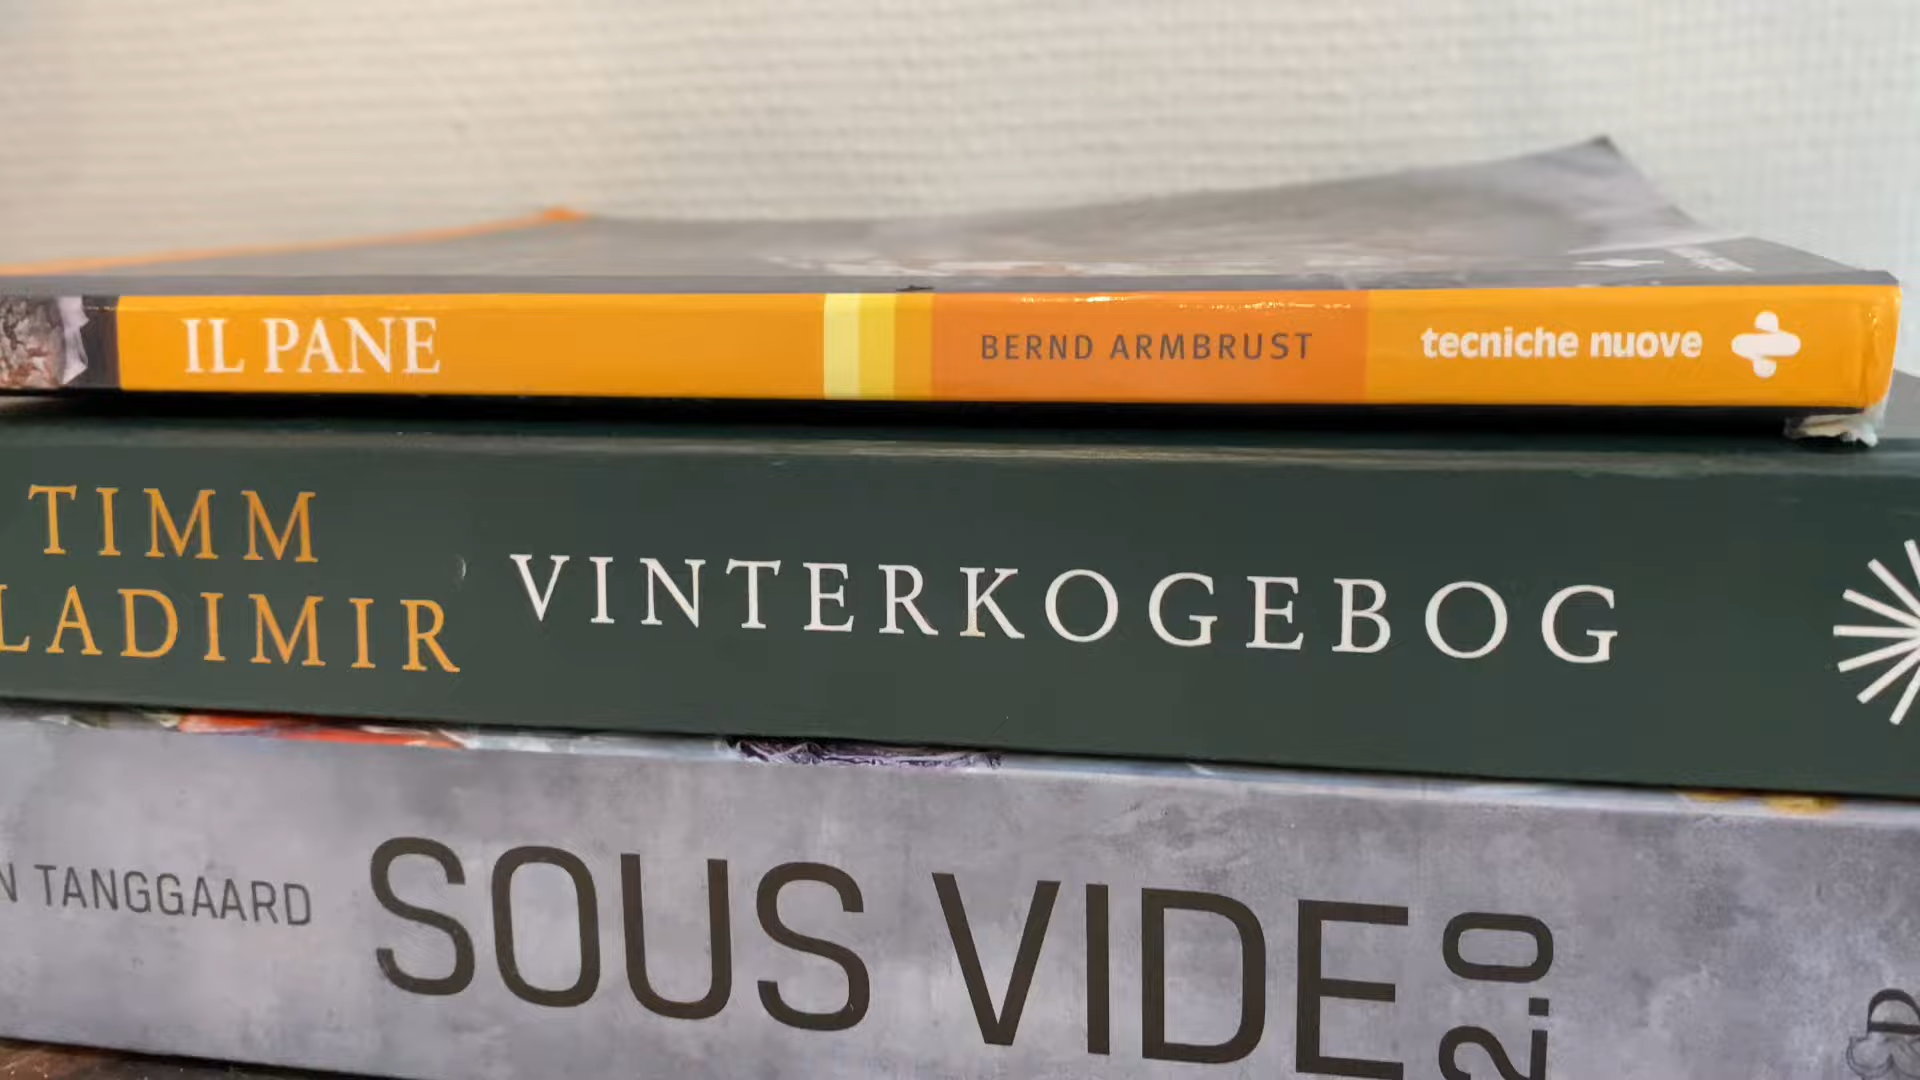 IL PANE BERND ARMBRUST tecniche nuove
TIMM
LADIMIR
VINTERKOGEBOG
N TANGGAARD SOUS VIDE 2.0